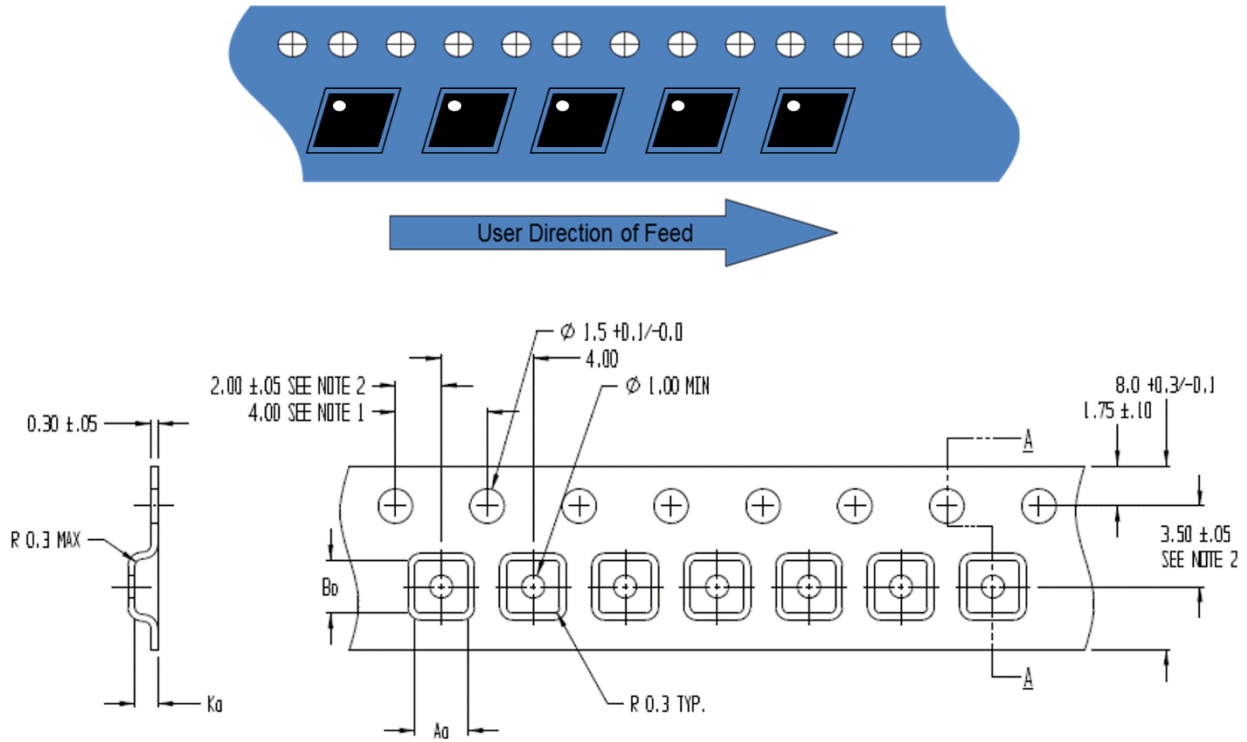 User Direction of Feed
Ø 1.5 +0.1/-0.0
4.00
2.00 ±.05 SEE NOTE 2
Ø 1.00 MIN
8.0 +0.3/-0.1
4.00 SEE NOTE 1
1.75 ±.10
0.30 ±.05
A
R 0.3 MAX
3.50 ±.05
SEE NOTE 2
Bo
A
Ko
R 0.3 TYP.
Ao